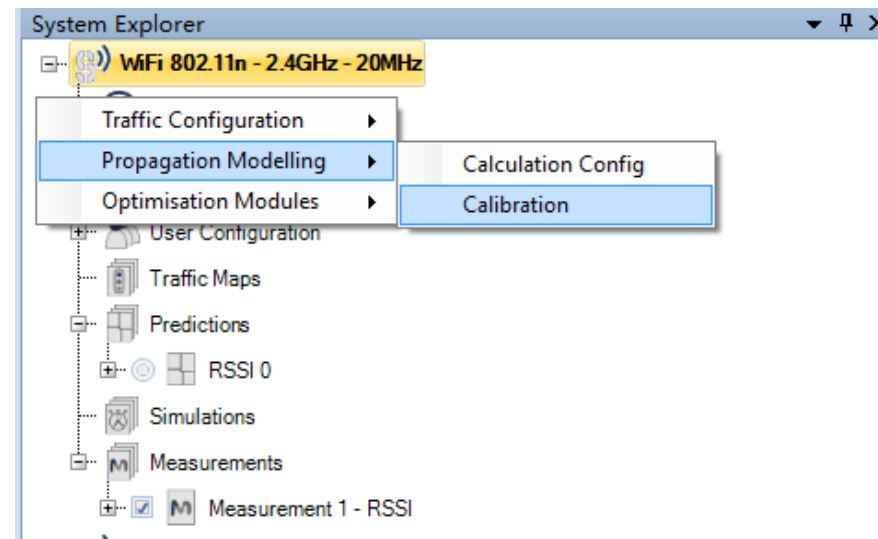 System Explorer
WiFi 802.11n - 2.4GHz - 20MHz
Traffic Configuration
Propagation Modelling
Calculation Config
Optimisation Modules
Calibration
User Configuration
Traffic Maps
Predictions
RSSI 0
Simulations
Measurements
Measurement 1 - RSSI